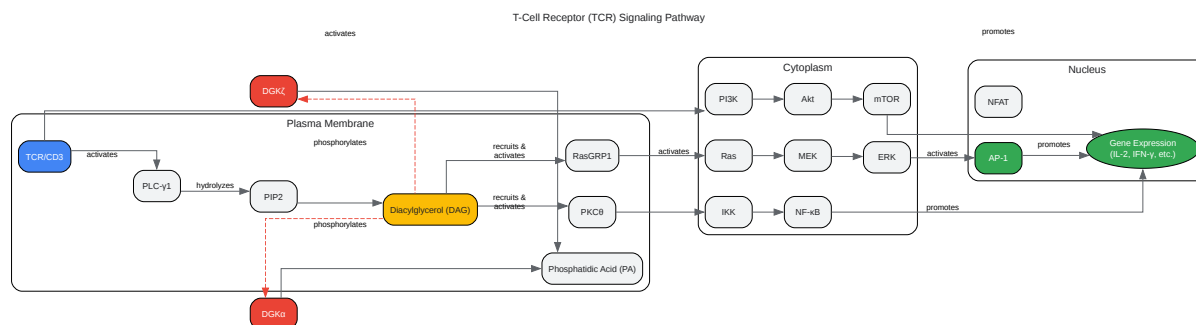 T-Cell Receptor (TCR) Signaling Pathway
activates
promotes
Cytoplasm
Nucleus
DGKζ
PI3K
Akt
mTOR
NFAT
Plasma Membrane
phosphorylates
recruits &
activates
TCR/CD3
activates
RasGRP1
activates
Ras
MEK
ERK
activates
AP-1
promotes
Gene Expression
(IL-2, IFN-γ, etc.)
PLC-γ1
hydrolyzes
PIP2
Diacylglycerol (DAG)
recruits &
activates
PKCθ
IKK
NF-κB
promotes
phosphorylates
Phosphatidic Acid (PA)
DGKα